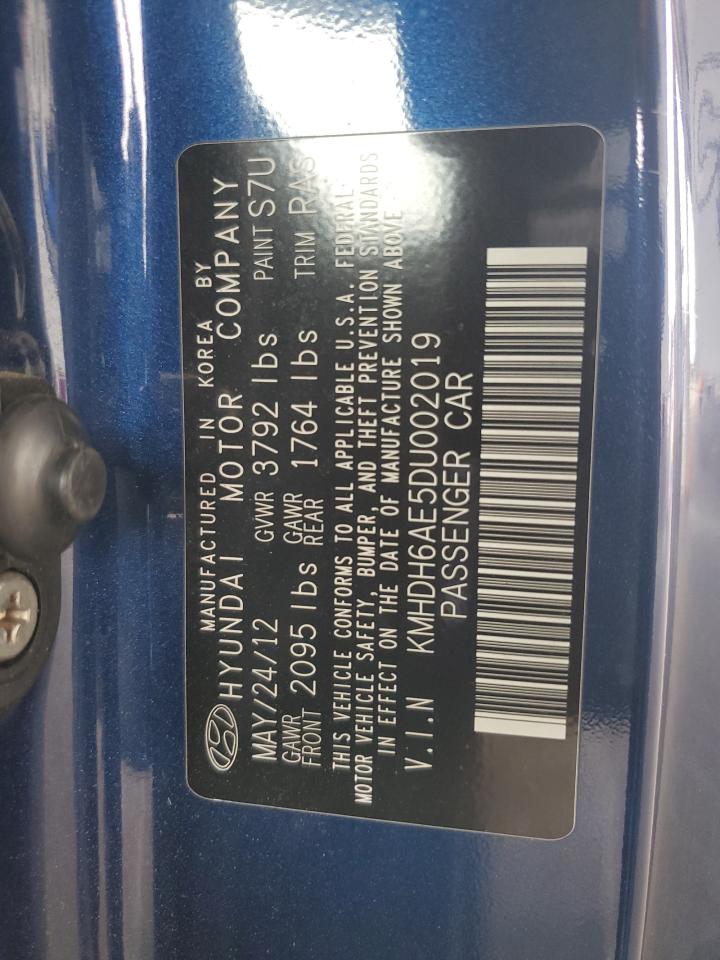 MANUFACTURED IN KOREA BY
HYUNDAI MOTOR COMPANY
MAY/24/12 GVWR 3792 lbs PAINT S7U
GAWR FRONT 2095 lbs GAWR REAR 1764 lbs TRIM RAS
THIS VEHICLE CONFORMS TO ALL APPLICABLE U.S.A. FEDERAL
MOTOR VEHICLE SAFETY, BUMPER, AND THEFT PREVENTION STANDARDS
IN EFFECT ON THE DATE OF MANUFACTURE SHOWN ABOVE
V.I.N KMHDH6AE5DU002019
PASSENGER CAR